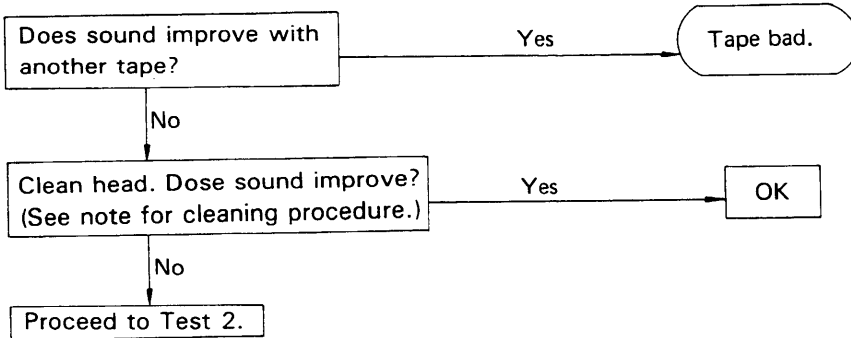 Does sound improve with
another tape?
Yes
Tape bad.
No
Clean head. Dose sound improve?
(See note for cleaning procedure.)
Yes
OK
No
Proceed to Test 2.